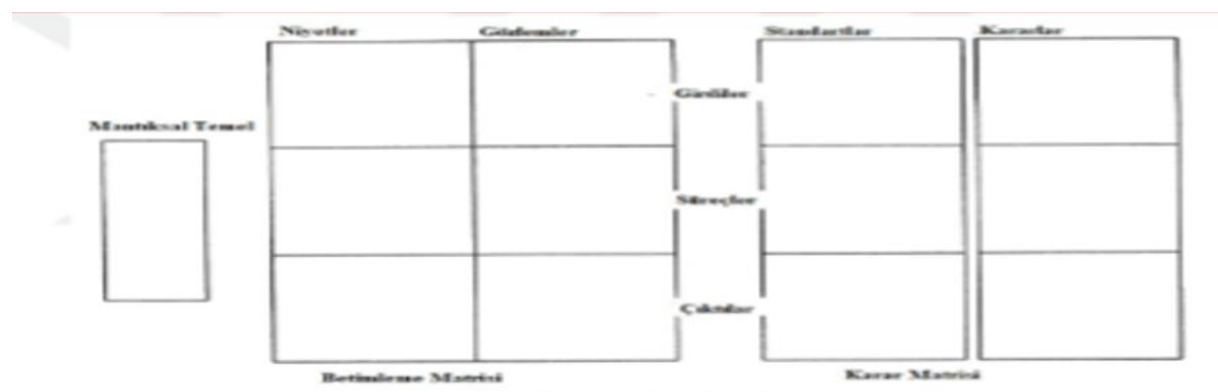 Niyetler Gözlemler Standartlar Kararlar
Girdiler
Mantıksal Temel
Süreçler
Çıktılar
Betimleme Matrisi Karar Matrisi